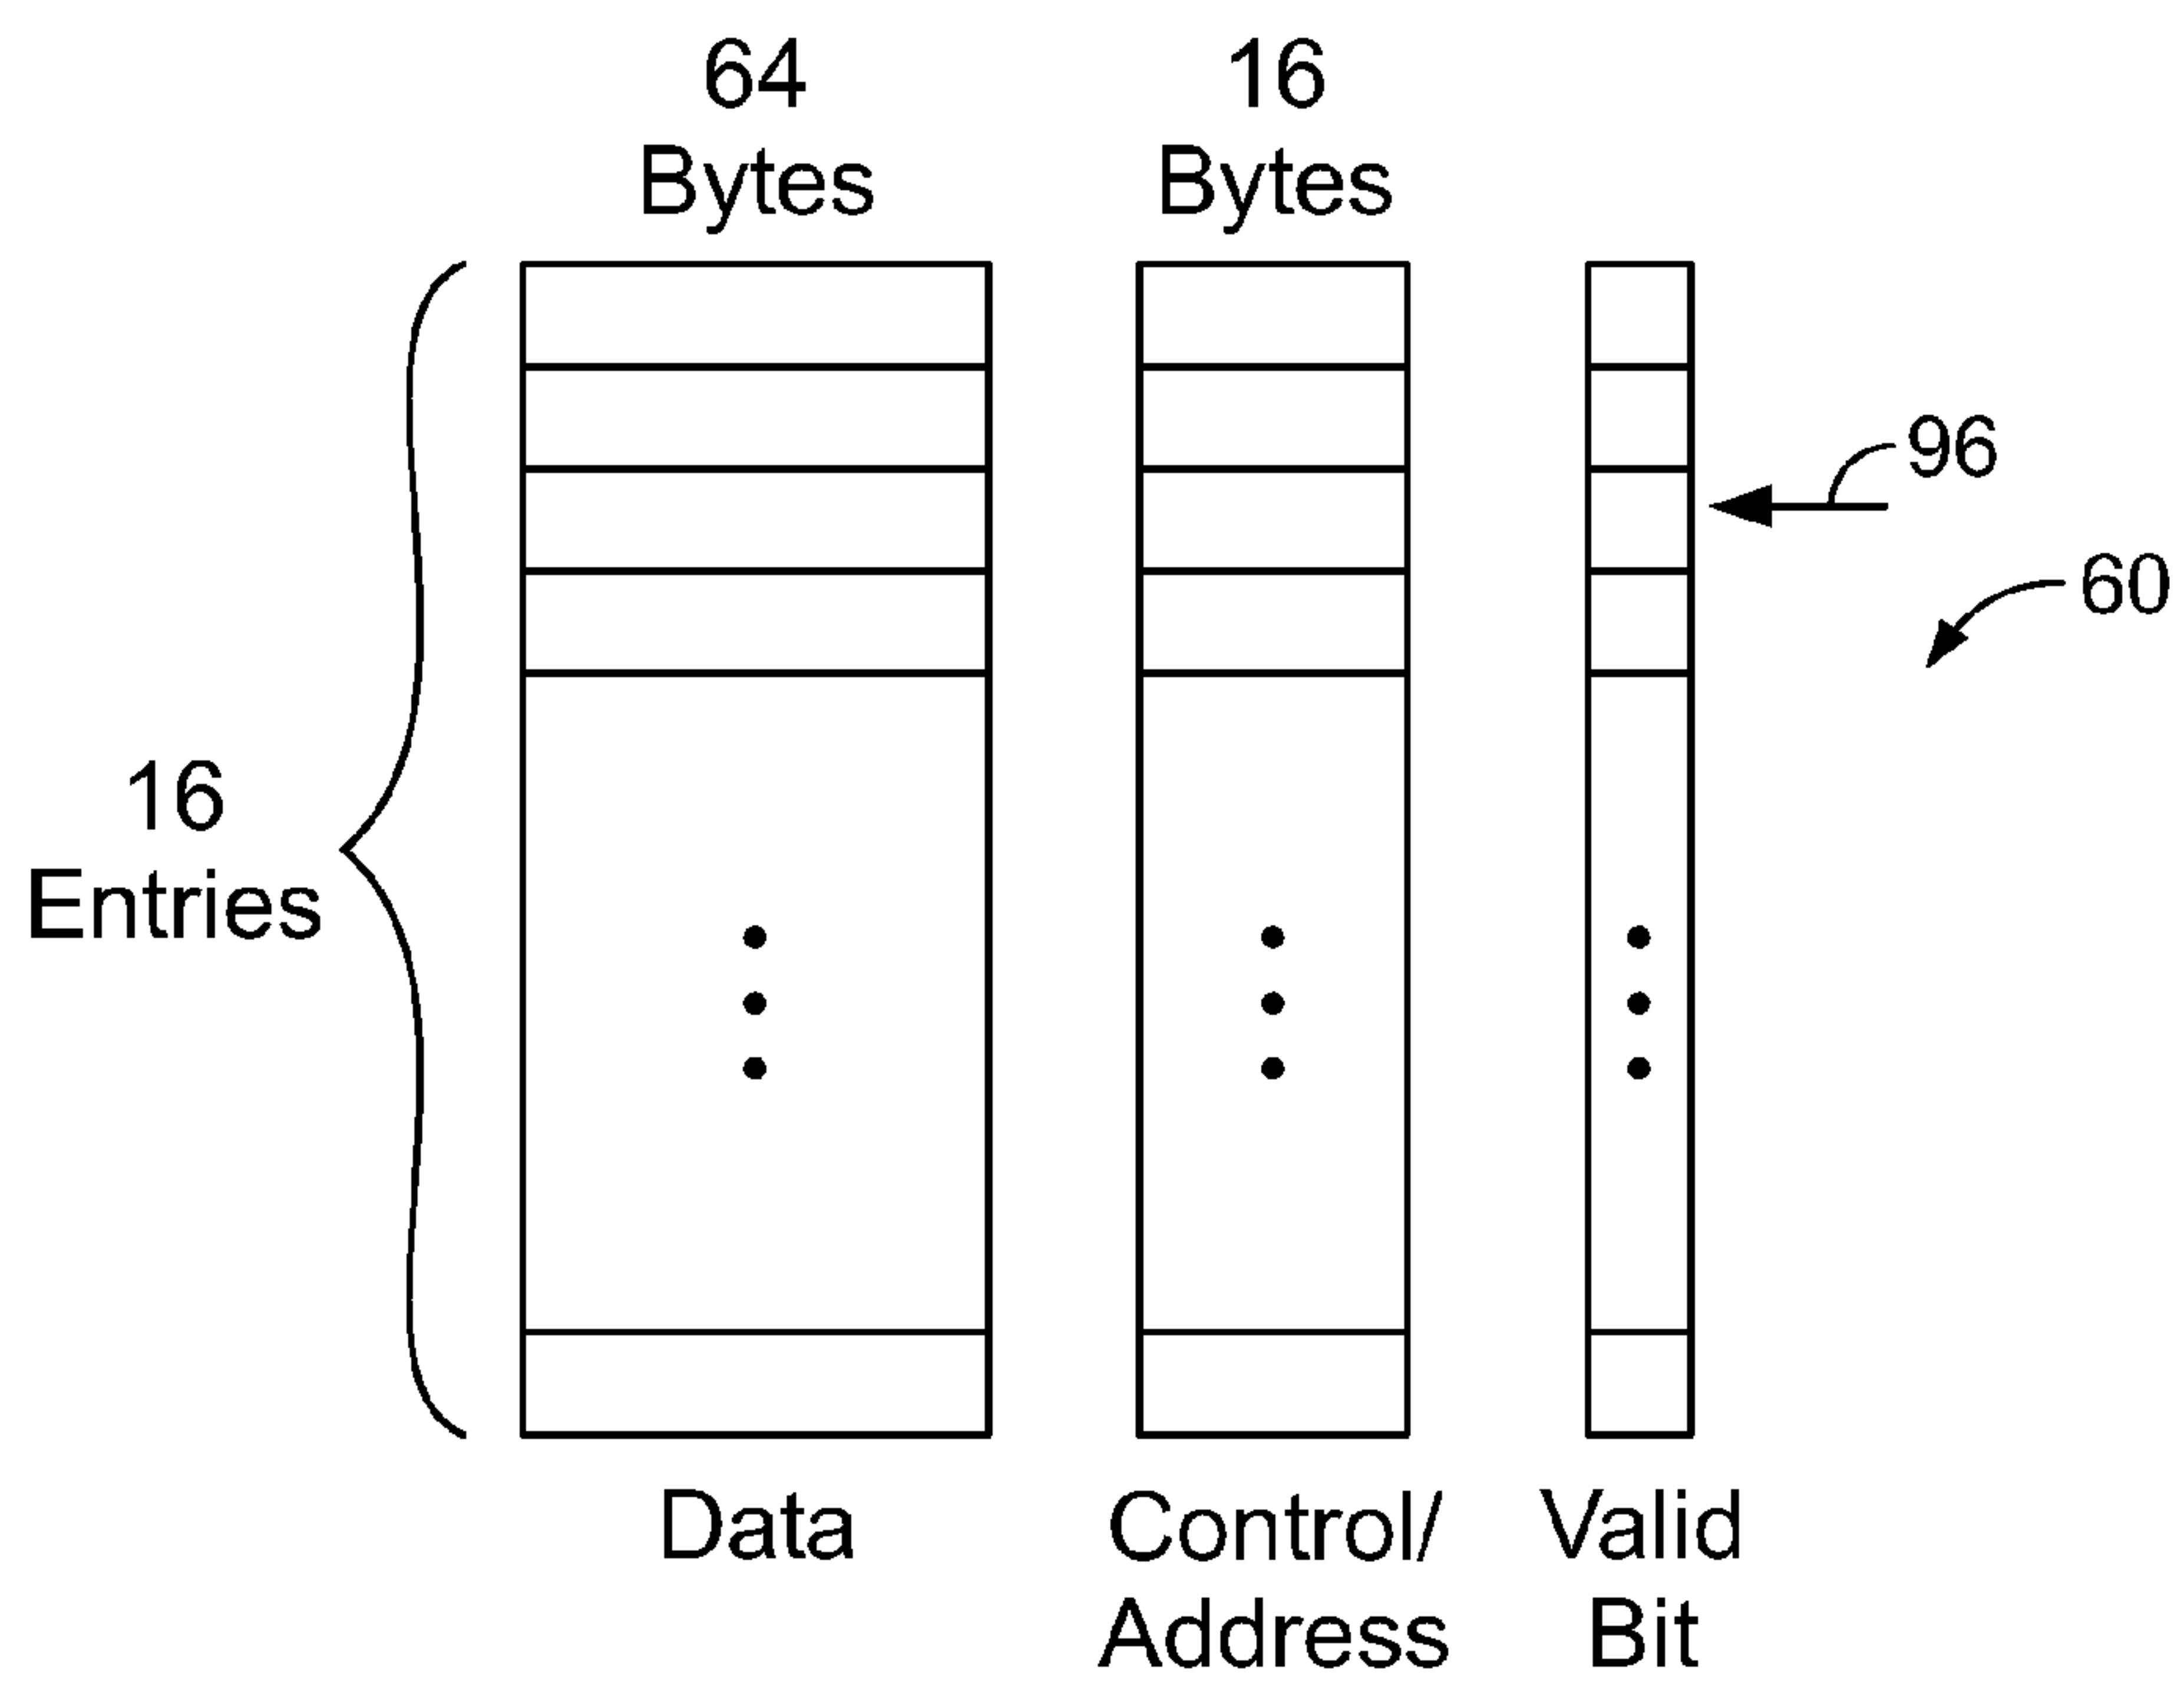 64
Bytes
16
Bytes
96
60
16
Entries
Data
Control/
Address
Valid
Bit